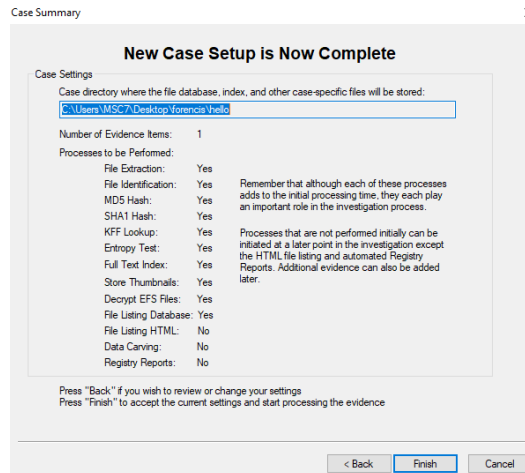 Case Summary
New Case Setup is Now Complete
Case Settings
Case directory where the file database, index, and other case-specific files will be stored:
C:\Users\MSC7\Desktop\forencis\hello
Number of Evidence Items: 1
Processes to be Performed:
File Extraction: Yes
File Identification: Yes
MD5 Hash: Yes
SHA1 Hash: Yes
KFF Lookup: Yes
Entropy Test: Yes
Full Text Index: Yes
Store Thumbnails: Yes
Decrypt EFS Files: Yes
File Listing Database: Yes
File Listing HTML: No
Data Carving: No
Registry Reports: No
Remember that although each of these processes
adds to the initial processing time, they each play
an important role in the investigation process.
Processes that are not performed initially can be
initiated at a later point in the investigation except
the HTML file listing and automated Registry
Reports. Additional evidence can also be added
later.
Press "Back" if you wish to review or change your settings
Press "Finish" to accept the current settings and start processing the evidence
< Back
Finish
Cancel